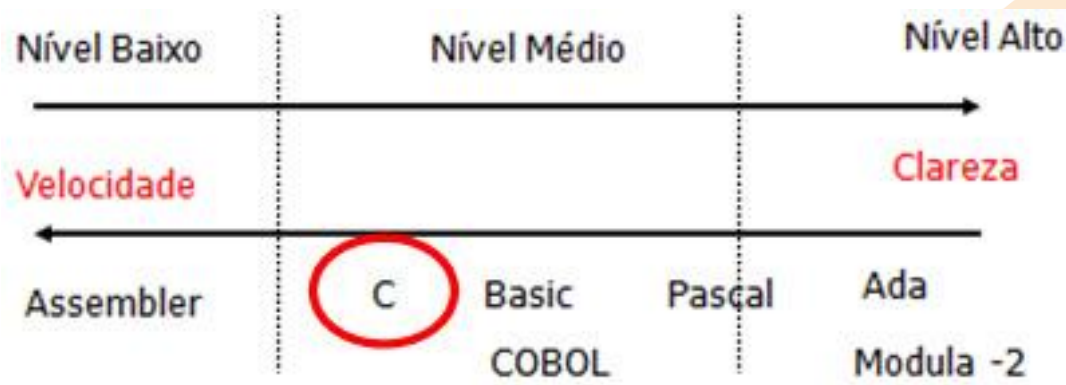 Nível Baixo Nível Médio Nível Alto
Velocidade Clareza
Assembler C Basic Pascal Ada
COBOL Modula -2